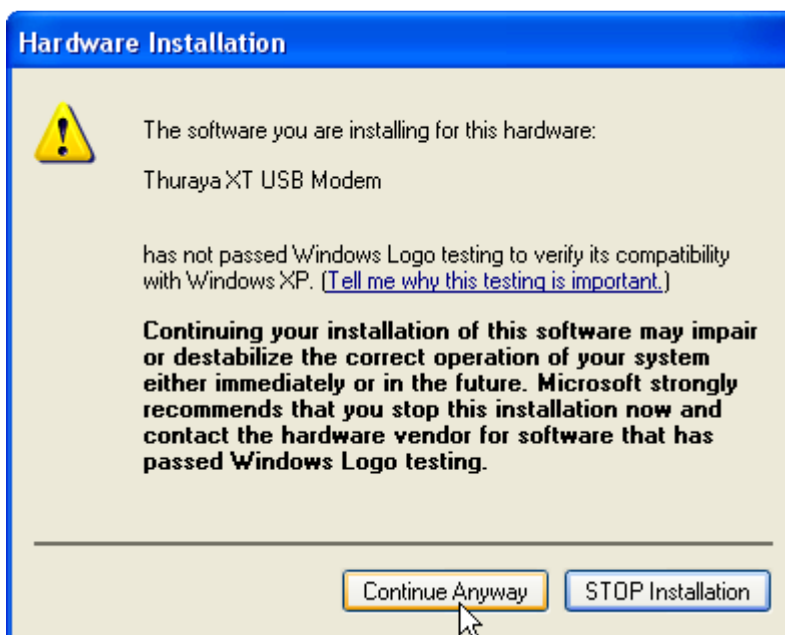 Hardware Installation
The software you are installing for this hardware:
Thuraya XT USB Modem
has not passed Windows Logo testing to verify its compatibility
with Windows XP. (Tell me why this testing is important.)
Continuing your installation of this software may impair
or destabilize the correct operation of your system
either immediately or in the future. Microsoft strongly
recommends that you stop this installation now and
contact the hardware vendor for software that has
passed Windows Logo testing.
Continue Anyway
STOP Installation